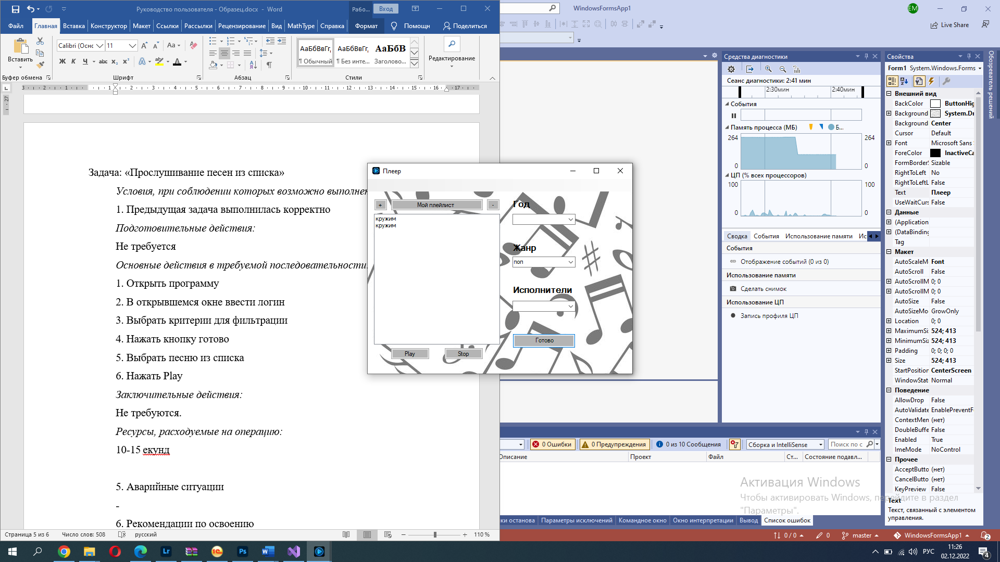 Руководство пользователя - Образец.docx - Word
Рабо...
Вход
Файл
Главная
Вставка
Конструктор
Макет
Ссылки
Рассылки
Рецензирование
Вид
MathType
Справка
Формат
Помощн
Поделиться
Вставить
Calibri (Оснс
11
Aa
Ж К Ч abc x₂ x²
АаБбВвГг,
АаБбВвГг,
АаБбВ
¶ Обычный
¶ Без инте...
Заголово...
Редактирование
Буфер обмена
Шрифт
Абзац
Стили
3 2 1 1 1 2 3 4 5 6 7 8 9 10 11 12 13 14 15 16 17
27
Задача: «Прослушивание песен из списка»
Условия, при соблюдении которых возможно выполнен
1. Предыдущая задача выполнилась корректно
Подготовительные действия:
Не требуется
Основные действия в требуемой последовательности.
1. Открыть программу
2. В открывшемся окне ввести логин
3. Выбрать критерии для фильтрации
4. Нажать кнопку готово
5. Выбрать песню из списка
6. Нажать Play
Заключительные действия:
Не требуются.
Ресурсы, расходуемые на операцию:
10-15 екунд
5. Аварийные ситуации
-
6. Рекомендации по освоению
Страница 5 из 6
Число слов: 508
русский
110 %
Плеер
+
Мой плейлист
-
кружим
кружим
Год
Жанр
поп
Исполнители
Готово
Play
Stop
WindowsFormsApp1
EM
Live Share
Средства диагностики
Сеанс диагностики: 2:41 мин
2:30мин
2:40мин
События
Память процесса (МБ)
Б...
264
264
0
0
ЦП (% всех процессоров)
100
100
0
0
Сводка
События
Использование памяти
Ис
События
Отображение событий (0 из 0)
Использование памяти
Сделать снимок
Использование ЦП
Запись профиля ЦП
Свойства
Form1 System.Windows.Forms
Внешний вид
BackColor ButtonHig
Background System.Dr
Background Center
Cursor Default
Font Microsoft Sans
ForeColor InactiveCa
FormBorder Sizable
RightToLeft No
RightToLeftL False
Text Плеер
UseWaitCurs False
Данные
(Application
(DataBinding
Tag
Макет
AutoScaleM Font
AutoScroll False
AutoScrollM 0; 0
AutoScrollM 0; 0
AutoSize False
AutoSizeMo GrowOnly
Location 0; 0
MaximumSi 524; 413
MinimumSiz 524; 413
Padding 0; 0; 0; 0
Size 524; 413
StartPosition CenterScreen
WindowStat Normal
Поведение
AllowDrop False
AutoValidate EnablePreventF
ContextMen (нет)
DoubleBuffe False
Enabled True
ImeMode NoControl
Прочее
AcceptButto (нет)
CancelButto (нет)
KeyPreview False
Text
Текст, связанный с элементом
управления.
Обозреватель решений
0 Ошибки
0 Предупреждения
0 из 10 Сообщения
Сборка и IntelliSense
Поиск по с
Описание
Проект
Файл
Ст...
Состояние подавл...
Активация Windows
Чтобы активировать Windows, перейдите в раздел
"Параметры".
ки останова
Параметры исключений
Командное окно
Окно интерпретации
Вывод
Список ошибок
0 / 0
0
master
WindowsFormsApp1
2
Lr
1С
Ps
W
РУС
11:26
02.12.2022
4